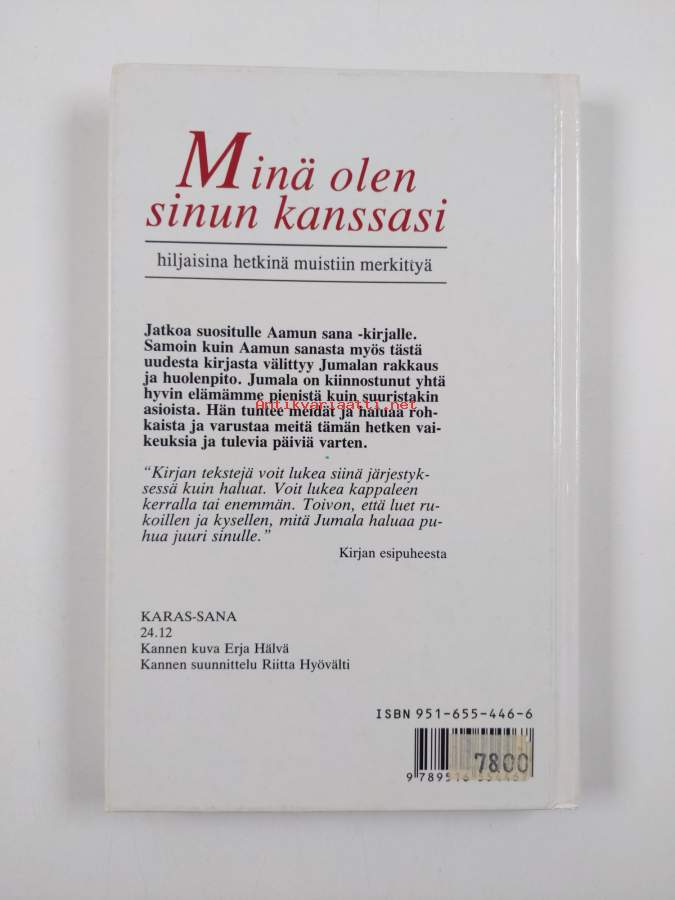 Minä olen
sinun kanssasi
hiljaisina hetkinä muistiin merkittyä
Jatkoa suositulle Aamun sana -kirjalle.
Samoin kuin Aamun sanasta myös tästä
uudesta kirjasta välittyy Jumalan rakkaus
ja huolenpito. Jumala on kiinnostunut yhtä
hyvin elämämme pienistä kuin suuristakin
Antikvariaatti.net
asioista. Hän tuntee meidät ja haluaa roh-
kaista ja varustaa meitä tämän hetken vai-
keuksia ja tulevia päiviä varten.
“Kirjan tekstejä voit lukea siinä järjestyk-
sessä kuin haluat. Voit lukea kappaleen
kerralla tai enemmän. Toivon, että luet ru-
koillen ja kysellen, mitä Jumala haluaa pu-
hua juuri sinulle.”
Kirjan esipuheesta
KARAS-SANA
24.12
Kannen kuva Erja Hälvä
Kannen suunnittelu Riitta Hyövälti
ISBN 951-655-446-6
7800
9 789516